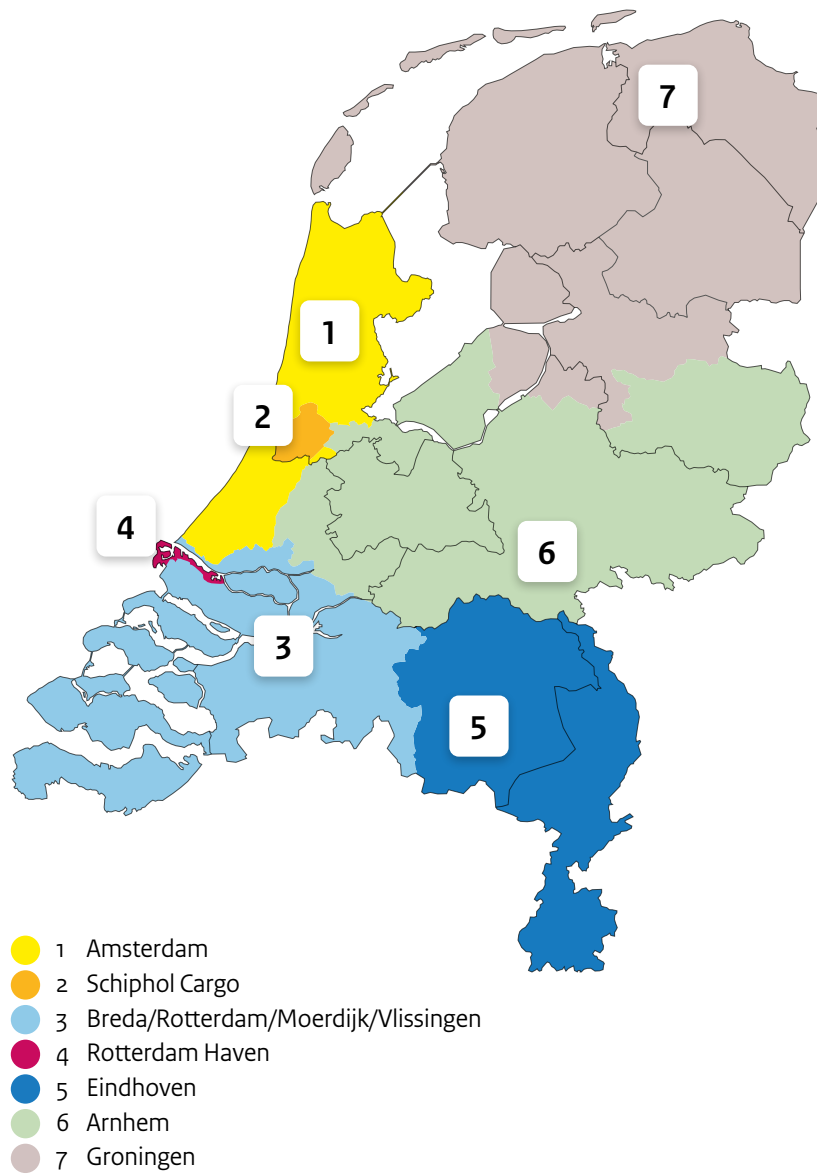 7
1
2
4
6
3
5
1 Amsterdam
2 Schiphol Cargo
3 Breda/Rotterdam/Moerdijk/Vlissingen
4 Rotterdam Haven
5 Eindhoven
6 Arnhem
7 Groningen